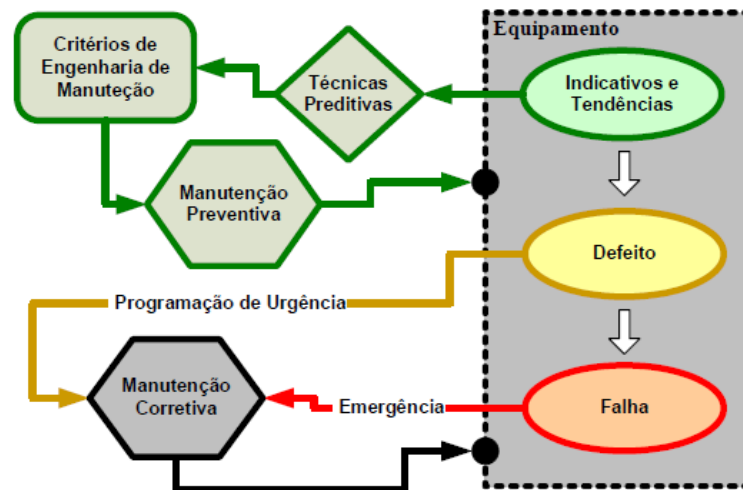 Equipamento
Critérios de
Engenharia de
Manuteção
Técnicas
Preditivas
Indicativos e
Tendências
Manutenção
Preventiva
Defeito
Programação de Urgência
Manutenção
Corretiva
Emergência
Falha